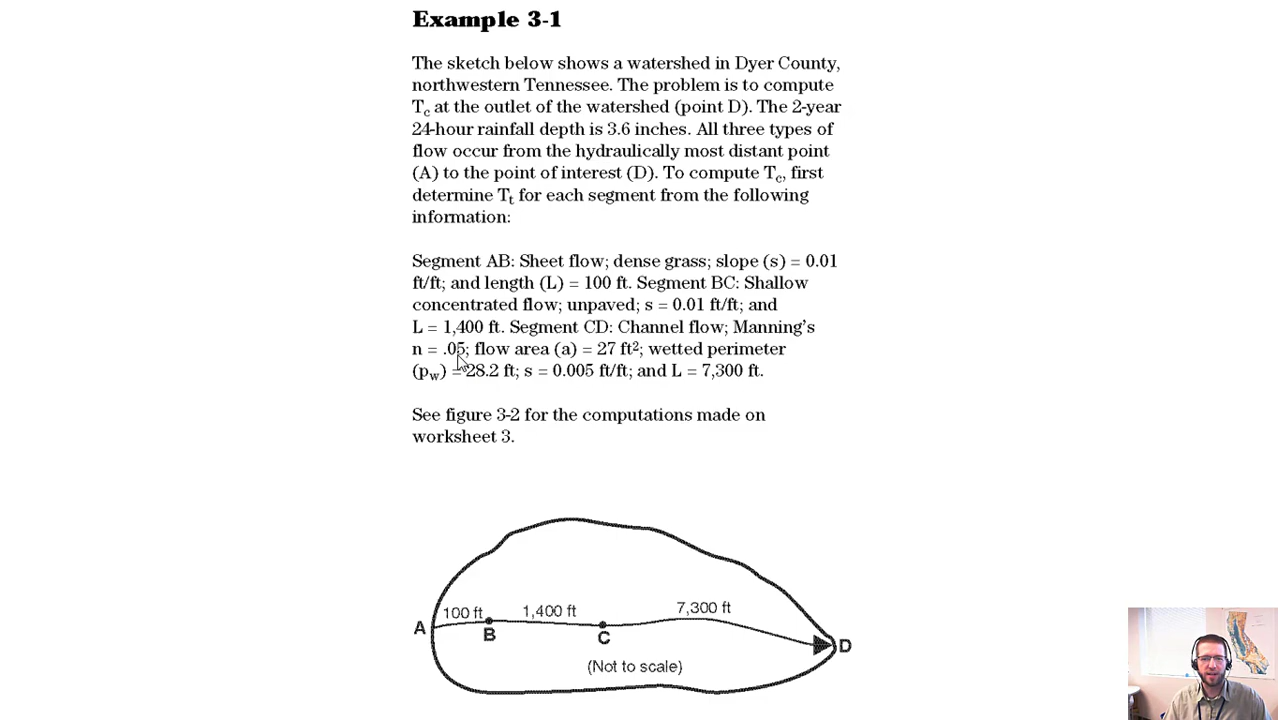 Example 3-1
The sketch below shows a watershed in Dyer County,
northwestern Tennessee. The problem is to compute
Tc at the outlet of the watershed (point D). The 2-year
24-hour rainfall depth is 3.6 inches. All three types of
flow occur from the hydraulically most distant point
(A) to the point of interest (D). To compute Tc, first
determine Tt for each segment from the following
information:
Segment AB: Sheet flow; dense grass; slope (s) = 0.01
ft/ft; and length (L) = 100 ft. Segment BC: Shallow
concentrated flow; unpaved; s = 0.01 ft/ft; and
L = 1,400 ft. Segment CD: Channel flow; Manning's
n = .05; flow area (a) = 27 ft2; wetted perimeter
(pw) = 28.2 ft; s = 0.005 ft/ft; and L = 7,300 ft.
See figure 3-2 for the computations made on
worksheet 3.
A 100 ft B 1,400 ft C 7,300 ft D
(Not to scale)